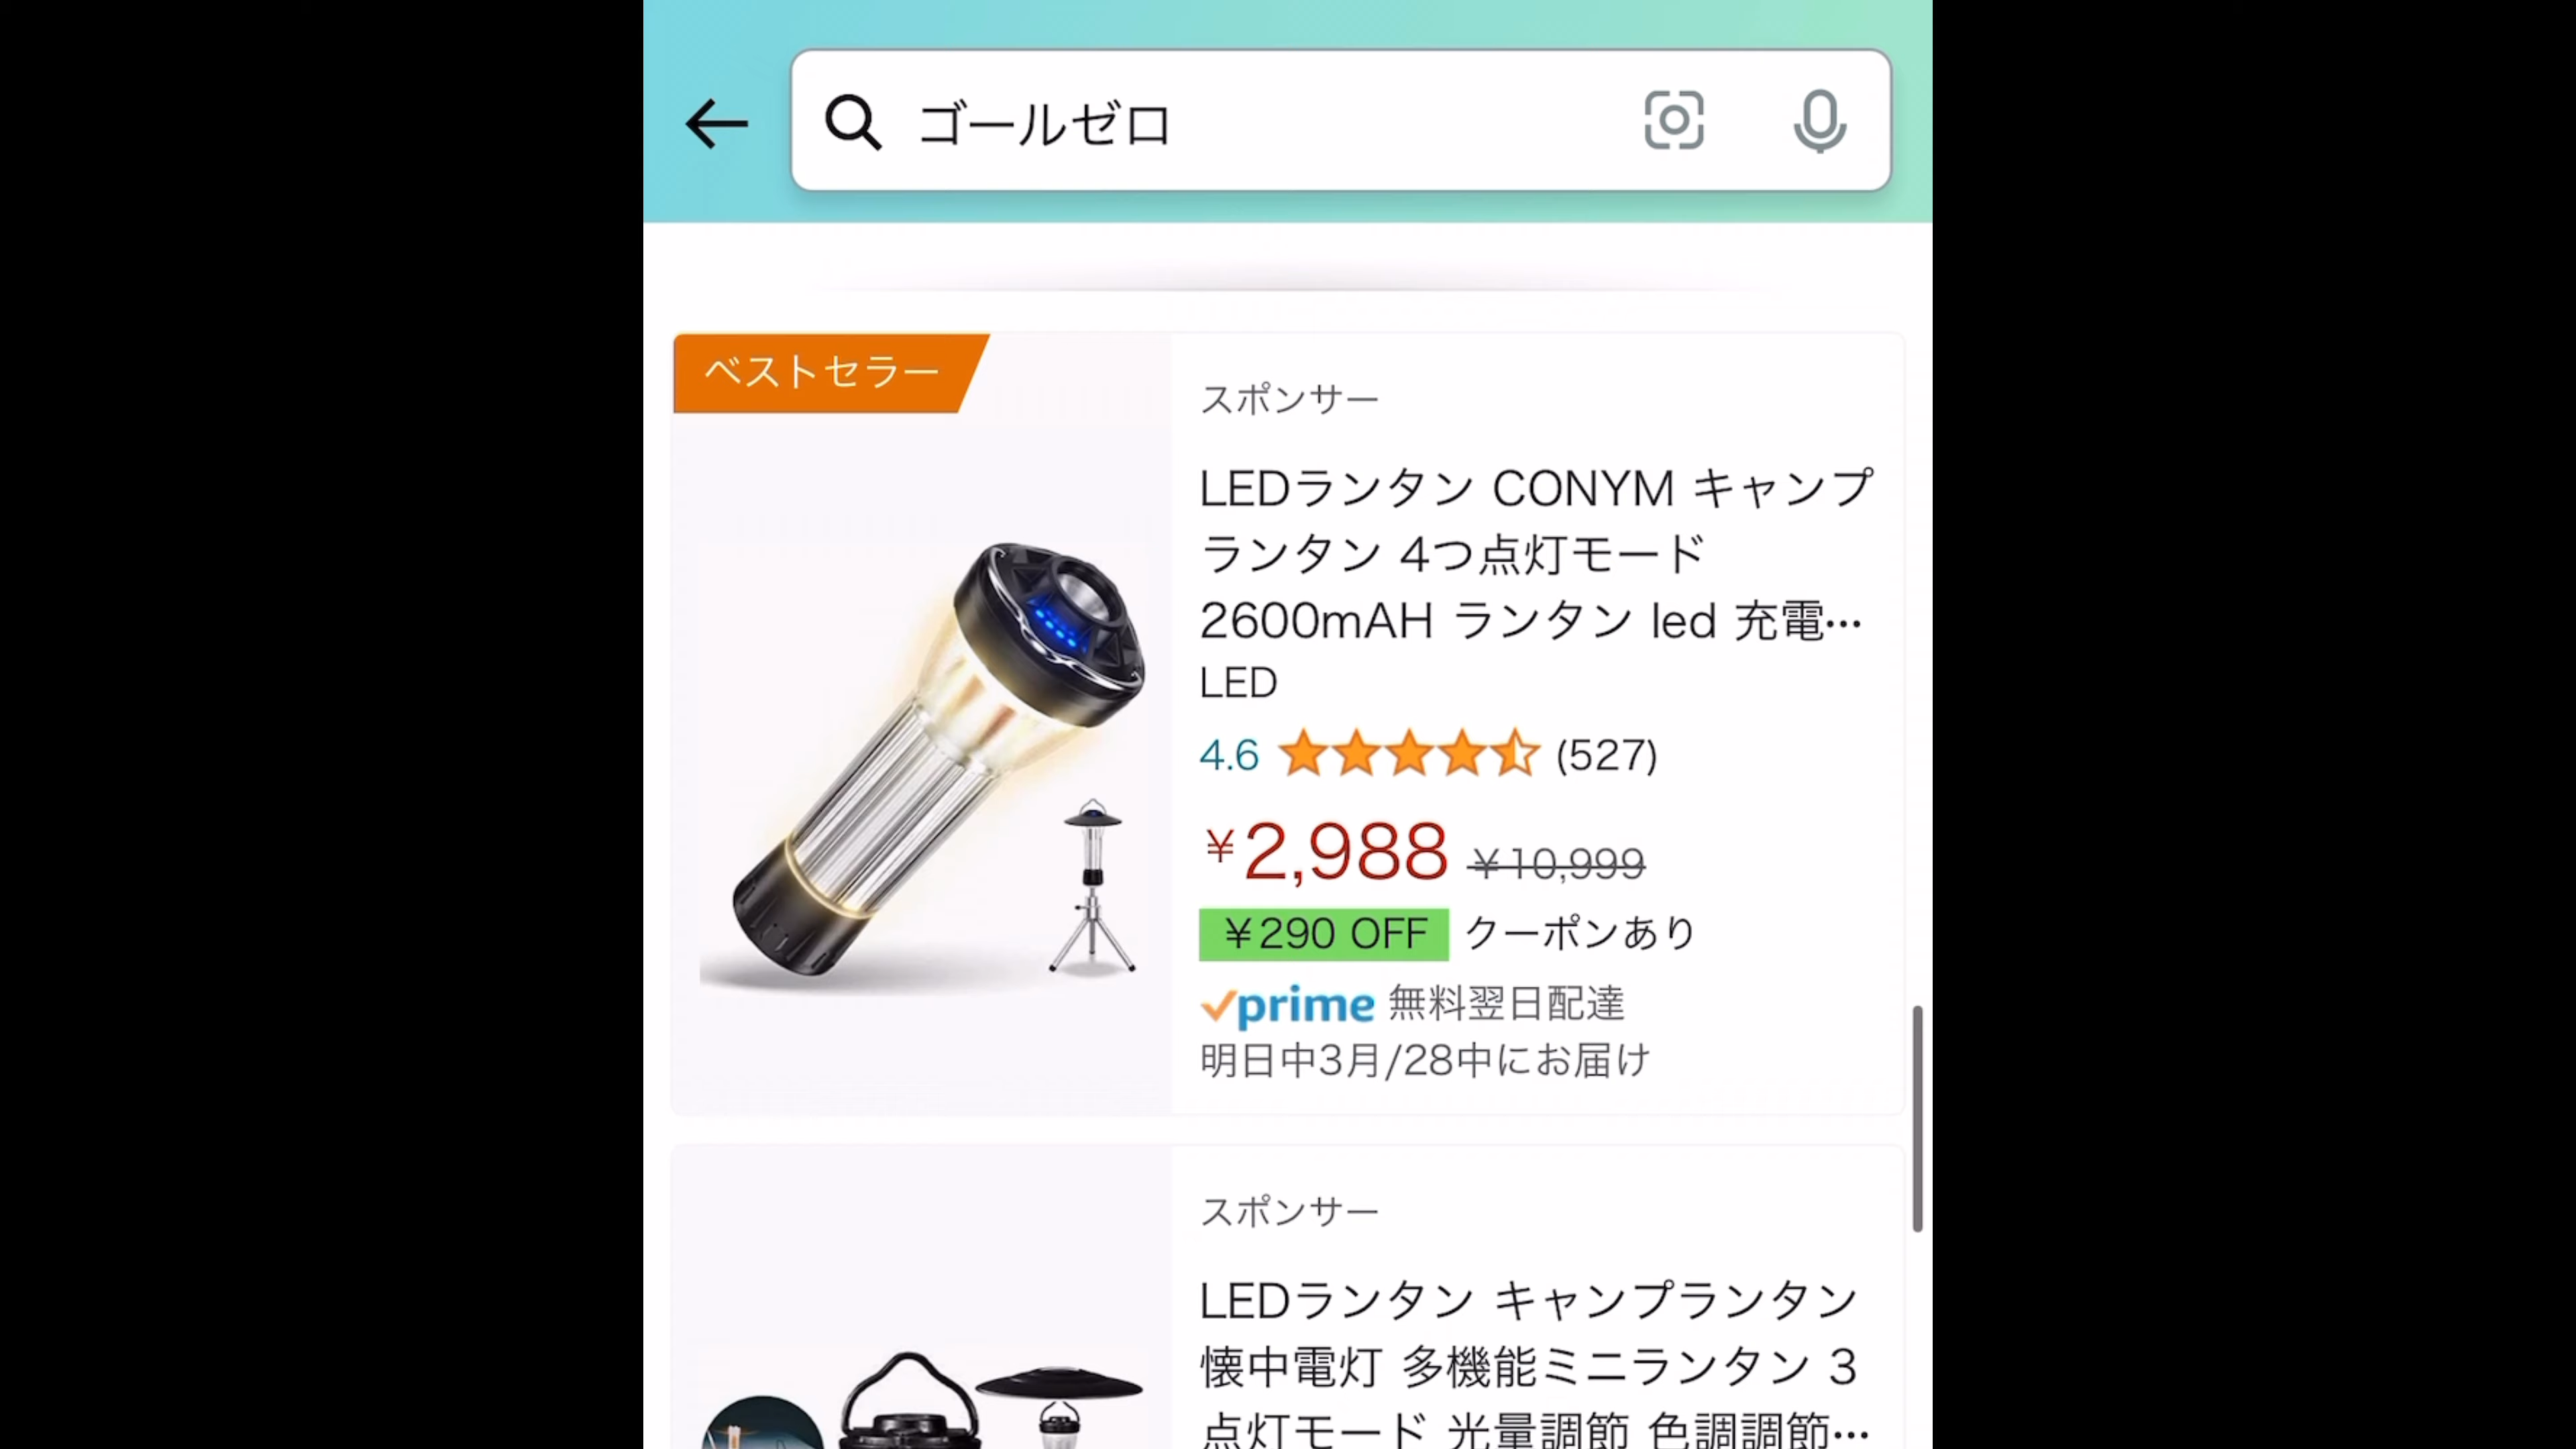 ゴールゼロ
ベストセラー
スポンサー
LEDランタン CONYM キャンプ
ランタン 4つ点灯モード
2600mAH ランタン led 充電…
LED
4.6 (527)
¥2,988 ¥10,999
¥290 OFF クーポンあり
prime 無料翌日配達
明日中3月/28中にお届け
スポンサー
LEDランタン キャンプランタン
懐中電灯 多機能ミニランタン 3
点灯モード 光量調節 色調調節…